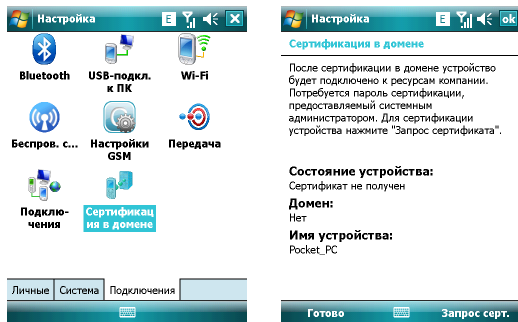 Настройка
E
Bluetooth
USB-подкл.
к ПК
Wi-Fi
Беспров. с...
Настройки
GSM
Передача
Подклю-
чения
Сертификац
ия в домене
Личные Система Подключения
Настройка
E
ok
Сертификация в домене
После сертификации в домене устройство
будет подключено к ресурсам компании.
Потребуется пароль сертификации,
предоставляемый системным
администратором. Для сертификации
устройства нажмите "Запрос сертификата".
Состояние устройства:
Сертификат не получен
Домен:
Нет
Имя устройства:
Pocket_PC
Готово Запрос серт.